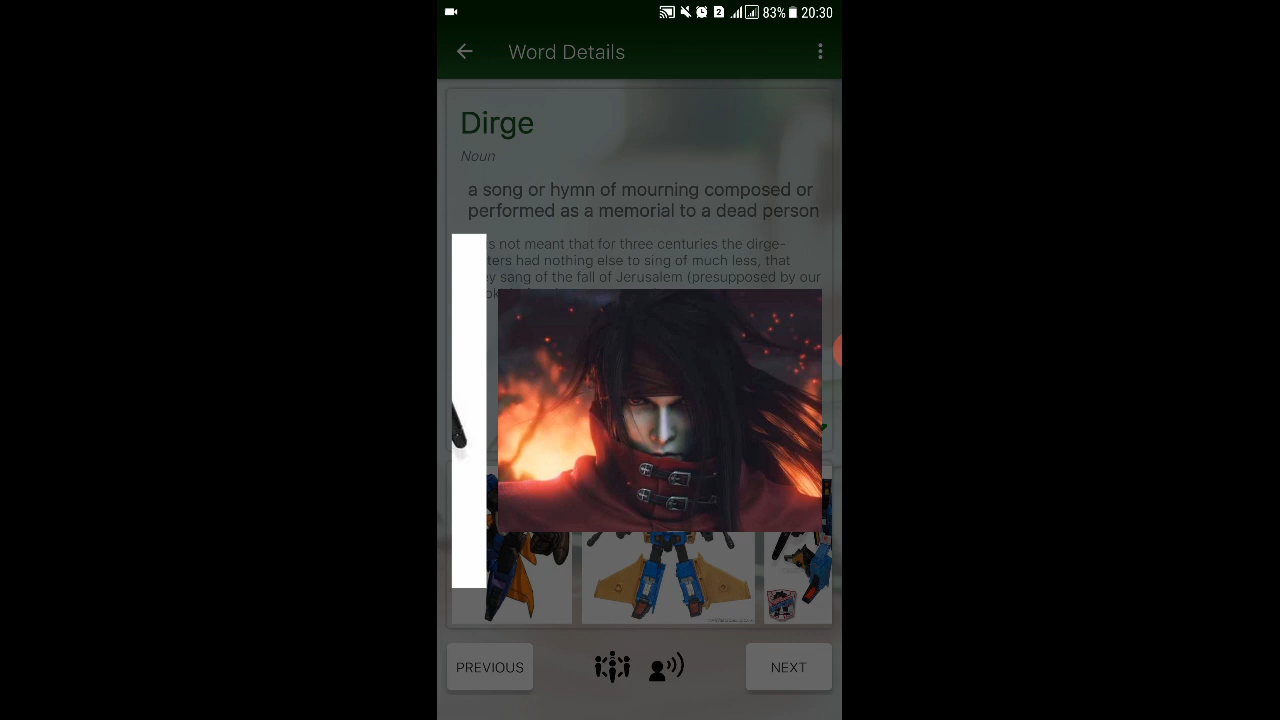 2 83% 20:30
Word Details
Dirge
Noun
a song or hymn of mourning composed or
performed as a memorial to a dead person
s not meant that for three centuries the dirge-
ters had nothing else to sing of much less, that
ey sang of the fall of Jerusalem (presupposed by our
PREVIOUS
NEXT